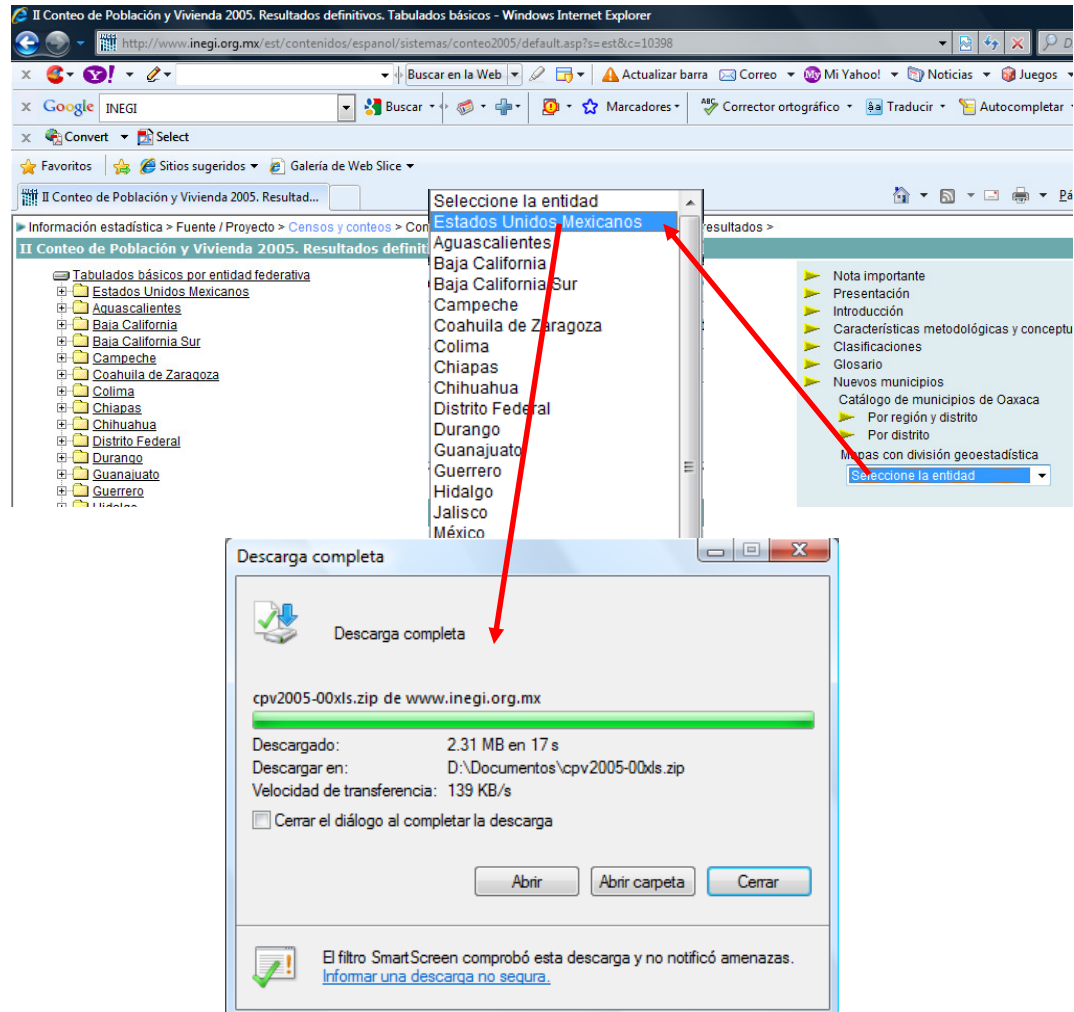 II Conteo de Población y Vivienda 2005. Resultados definitivos. Tabulados básicos - Windows Internet Explorer
http://www.inegi.org.mx/est/contenidos/espanol/sistemas/conteo2005/default.asp?s=est&c=10398
Buscar en la Web Actualizar barra Correo Mi Yahoo! Noticias Juegos
Google INEGI Buscar Marcadores Corrector ortográfico Traducir Autocompletar
Convert Select
Favoritos Sitios sugeridos Galería de Web Slice
II Conteo de Población y Vivienda 2005. Resultad...
Información estadística > Fuente / Proyecto > Censos y conteos >
resultados >
II Conteo de Población y Vivienda 2005. Resultados
Tabulados básicos por entidad federativa
Estados Unidos Mexicanos
Aguascalientes
Baja California
Baja California Sur
Campeche
Coahuila de Zaragoza
Colima
Chiapas
Chihuahua
Distrito Federal
Durango
Guanajuato
Guerrero
Seleccione la entidad
Estados Unidos Mexicanos
Aguascalientes
Baja California
Baja California Sur
Campeche
Coahuila de Zaragoza
Colima
Chiapas
Chihuahua
Distrito Federal
Durango
Guanajuato
Guerrero
Hidalgo
Jalisco
México
Nota importante
Presentación
Introducción
Características metodológicas y conceptu
Clasificaciones
Glosario
Nuevos municipios
Catálogo de municipios de Oaxaca
Por región y distrito
Por distrito
Mapas con división geoestadística
Seleccione la entidad
Descarga completa
Descarga completa
cpv2005-00xls.zip de www.inegi.org.mx
Descargado: 2.31 MB en 17 s
Descargar en: D:\Documentos\cpv2005-00xls.zip
Velocidad de transferencia: 139 KB/s
Cerrar el diálogo al completar la descarga
Abrir Abrir carpeta Cerrar
El filtro SmartScreen comprobó esta descarga y no notificó amenazas.
Informar una descarga no segura.